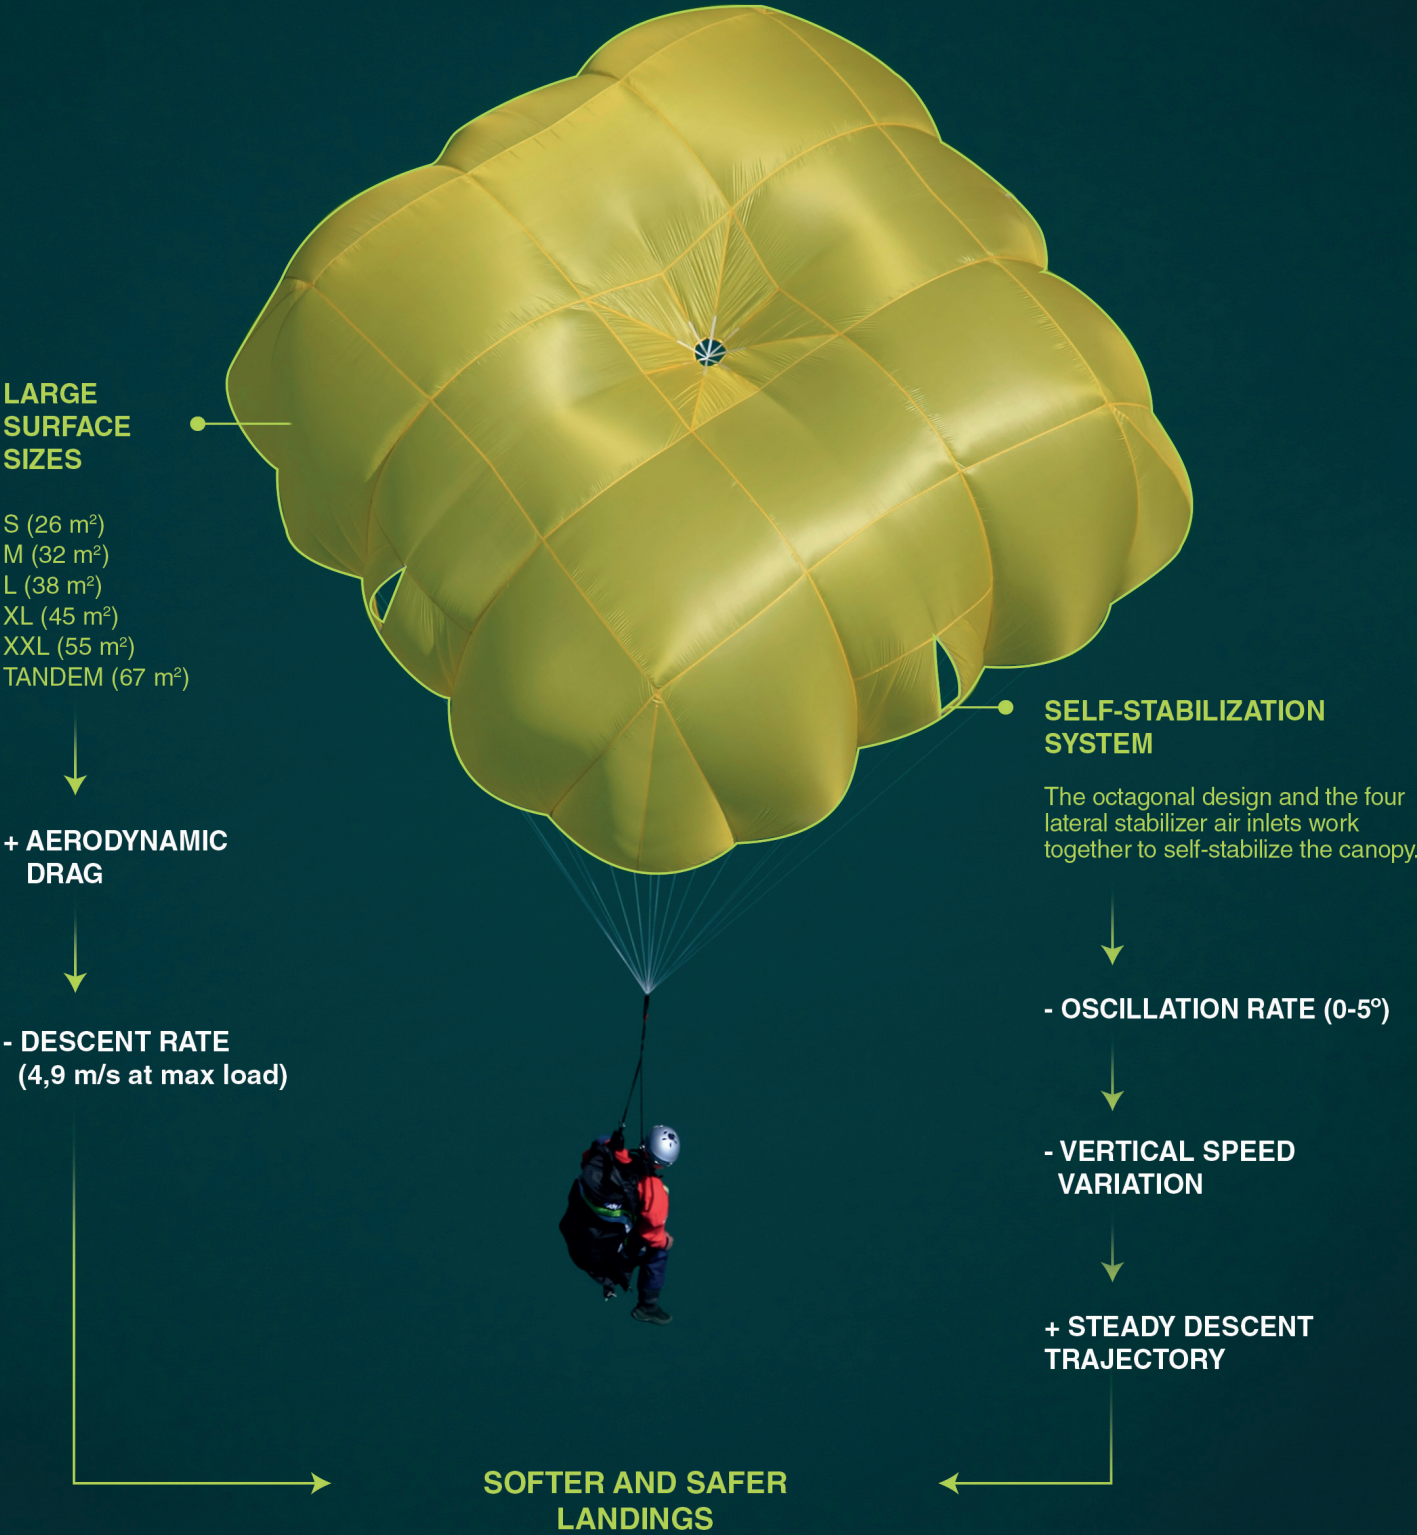 LARGE
SURFACE
SIZES
S (26 m²)
M (32 m²)
L (38 m²)
XL (45 m²)
XXL (55 m²)
TANDEM (67 m²)
+ AERODYNAMIC
DRAG
- DESCENT RATE
(4,9 m/s at max load)
SELF-STABILIZATION
SYSTEM
The octagonal design and the four
lateral stabilizer air inlets work
together to self-stabilize the canopy.
- OSCILLATION RATE (0-5º)
- VERTICAL SPEED
VARIATION
+ STEADY DESCENT
TRAJECTORY
SOFTER AND SAFER
LANDINGS